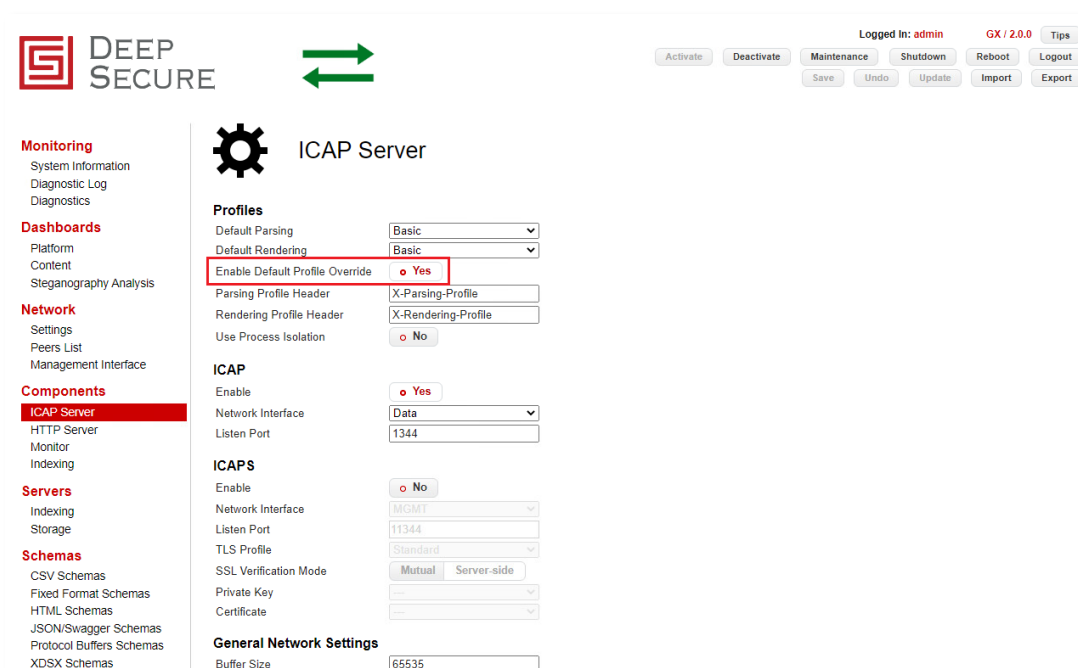 DEEP
SECURE
Logged In: admin GX / 2.0.0 Tips
Activate Deactivate Maintenance Shutdown Reboot Logout
Save Undo Update Import Export
Monitoring
System Information
Diagnostic Log
Diagnostics
Dashboards
Platform
Content
Steganography Analysis
Network
Settings
Peers List
Management Interface
Components
ICAP Server
HTTP Server
Monitor
Indexing
Servers
Indexing
Storage
Schemas
CSV Schemas
Fixed Format Schemas
HTML Schemas
JSON/Swagger Schemas
Protocol Buffers Schemas
XDSX Schemas
ICAP Server
Profiles
Default Parsing Basic
Default Rendering Basic
Enable Default Profile Override Yes
Parsing Profile Header X-Parsing-Profile
Rendering Profile Header X-Rendering-Profile
Use Process Isolation No
ICAP
Enable Yes
Network Interface Data
Listen Port 1344
ICAPS
Enable No
Network Interface MGMT
Listen Port 11344
TLS Profile Standard
SSL Verification Mode Mutual Server-side
Private Key ---
Certificate ---
General Network Settings
Buffer Size 65535